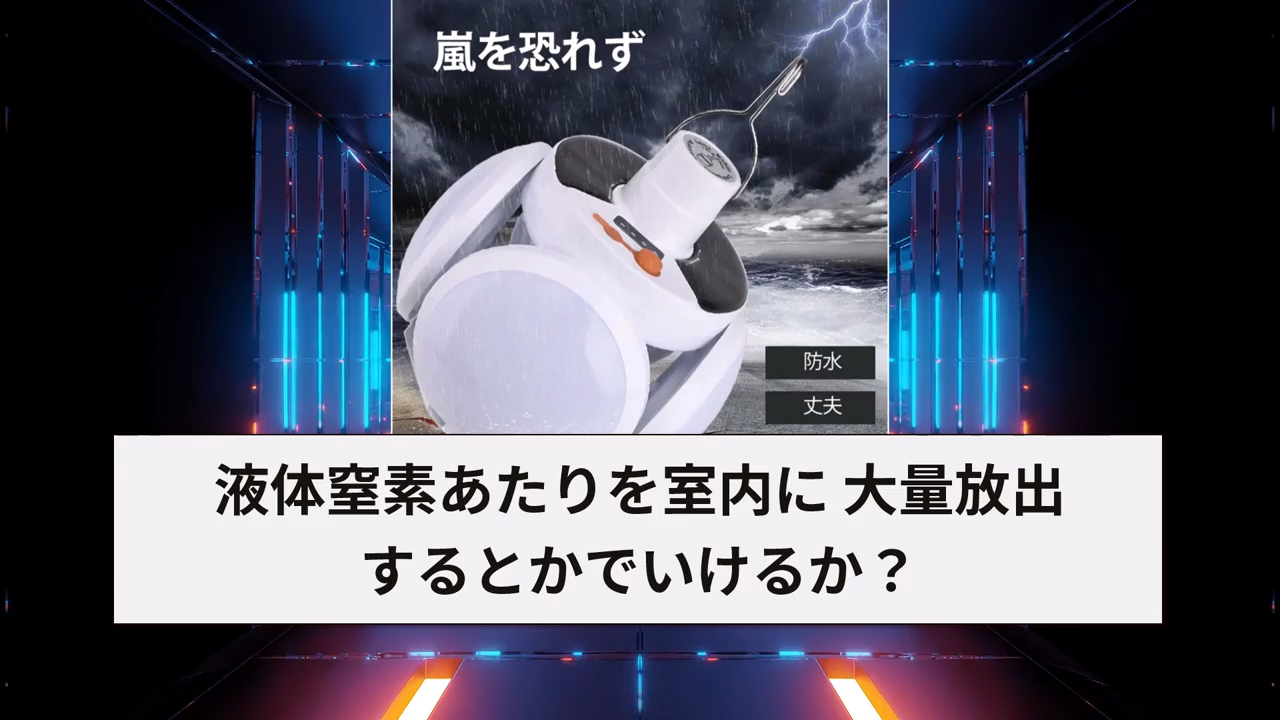 嵐を恐れず
防水
丈夫
液体窒素あたりを室内に 大量放出
するとかでいけるか？